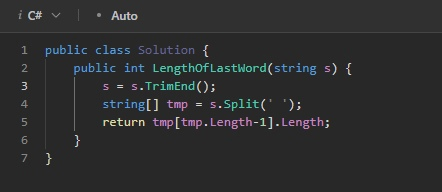 i C# • Auto
1 public class Solution {
2     public int LengthOfLastWord(string s) {
3         s = s.TrimEnd();
4         string[] tmp = s.Split(' ');
5         return tmp[tmp.Length-1].Length;
6     }
7 }